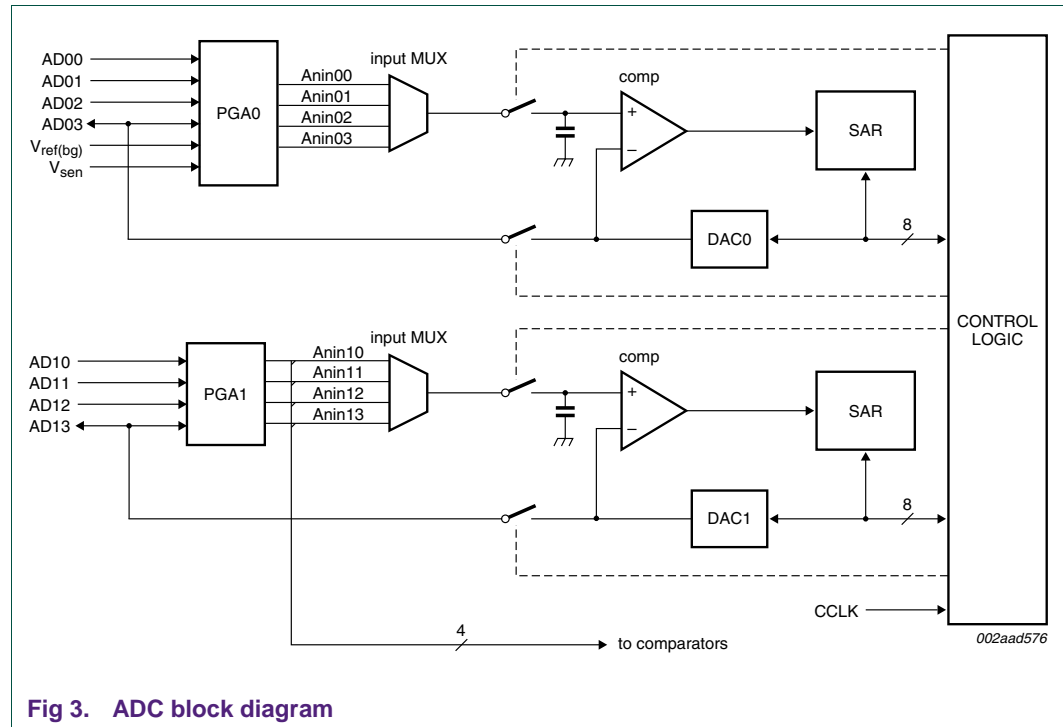 AD00
AD01
AD02
AD03
Vref(bg)
Vsen
PGA0
Anin00
Anin01
Anin02
Anin03
input MUX
comp
+
−
SAR
DAC0
8
AD10
AD11
AD12
AD13
PGA1
Anin10
Anin11
Anin12
Anin13
input MUX
comp
+
−
SAR
DAC1
8
CONTROL
LOGIC
CCLK
4
to comparators
002aad576
Fig 3. ADC block diagram